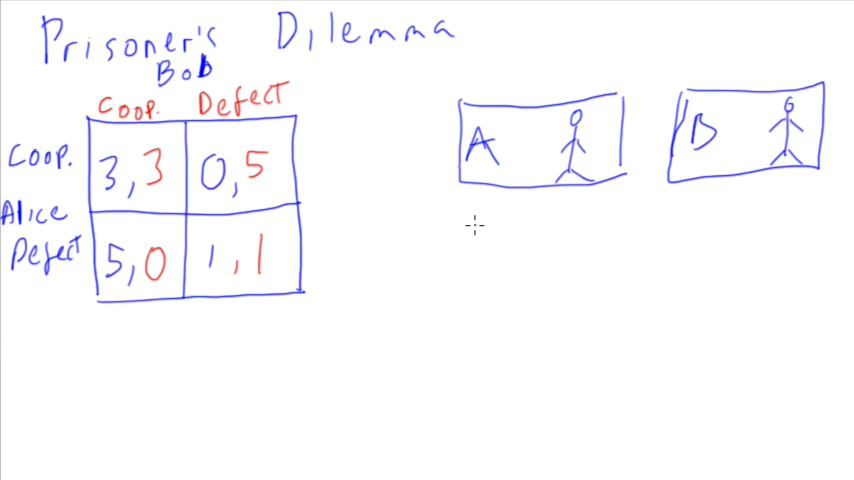 Prisoner's Dilemma
Bob
Coop. Defect
Coop. 3,3 0,5
Alice
Defect 5,0 1,1
A B